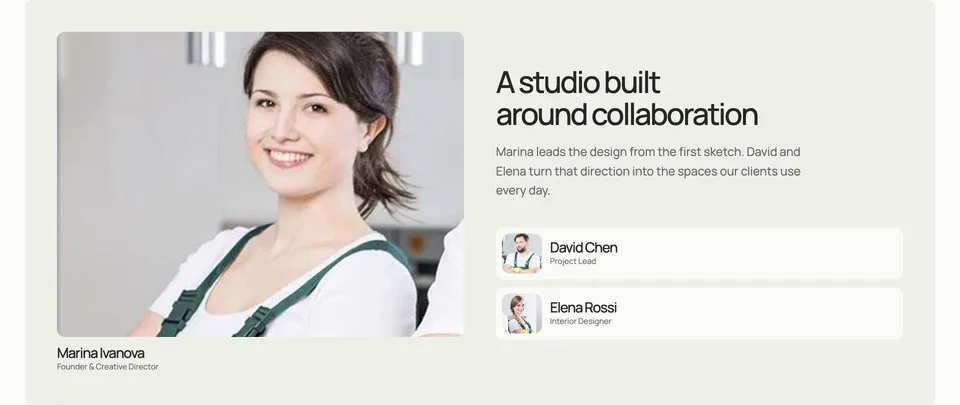 A studio built
around collaboration
Marina leads the design from the first sketch. David and
Elena turn that direction into the spaces our clients use
every day.
David Chen
Project Lead
Elena Rossi
Interior Designer
Marina Ivanova
Founder & Creative Director